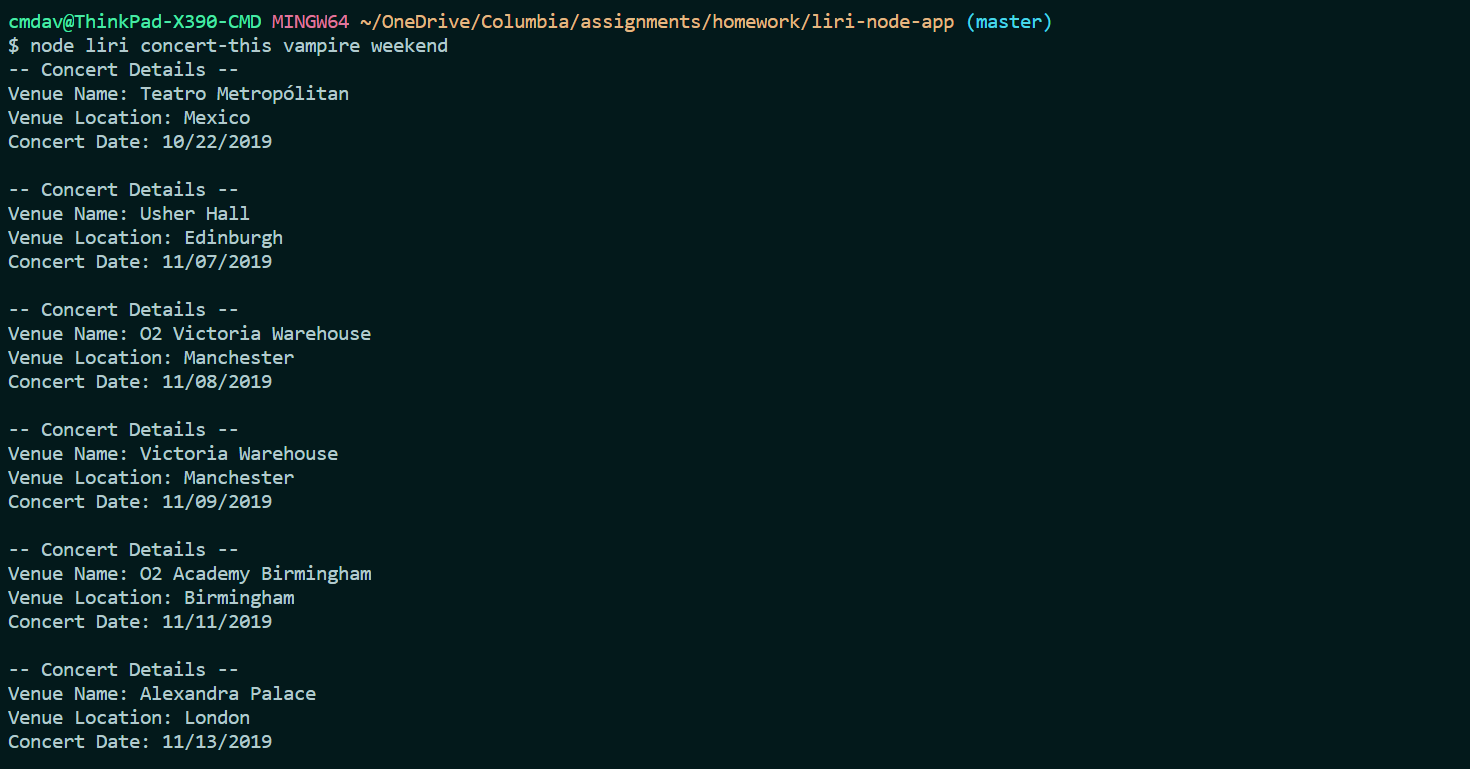 cmdav@ThinkPad-X390-CMD MINGW64 ~/OneDrive/Columbia/assignments/homework/liri-node-app (master)
$ node liri concert-this vampire weekend
-- Concert Details --
Venue Name: Teatro Metropólitan
Venue Location: Mexico
Concert Date: 10/22/2019

-- Concert Details --
Venue Name: Usher Hall
Venue Location: Edinburgh
Concert Date: 11/07/2019

-- Concert Details --
Venue Name: O2 Victoria Warehouse
Venue Location: Manchester
Concert Date: 11/08/2019

-- Concert Details --
Venue Name: Victoria Warehouse
Venue Location: Manchester
Concert Date: 11/09/2019

-- Concert Details --
Venue Name: O2 Academy Birmingham
Venue Location: Birmingham
Concert Date: 11/11/2019

-- Concert Details --
Venue Name: Alexandra Palace
Venue Location: London
Concert Date: 11/13/2019